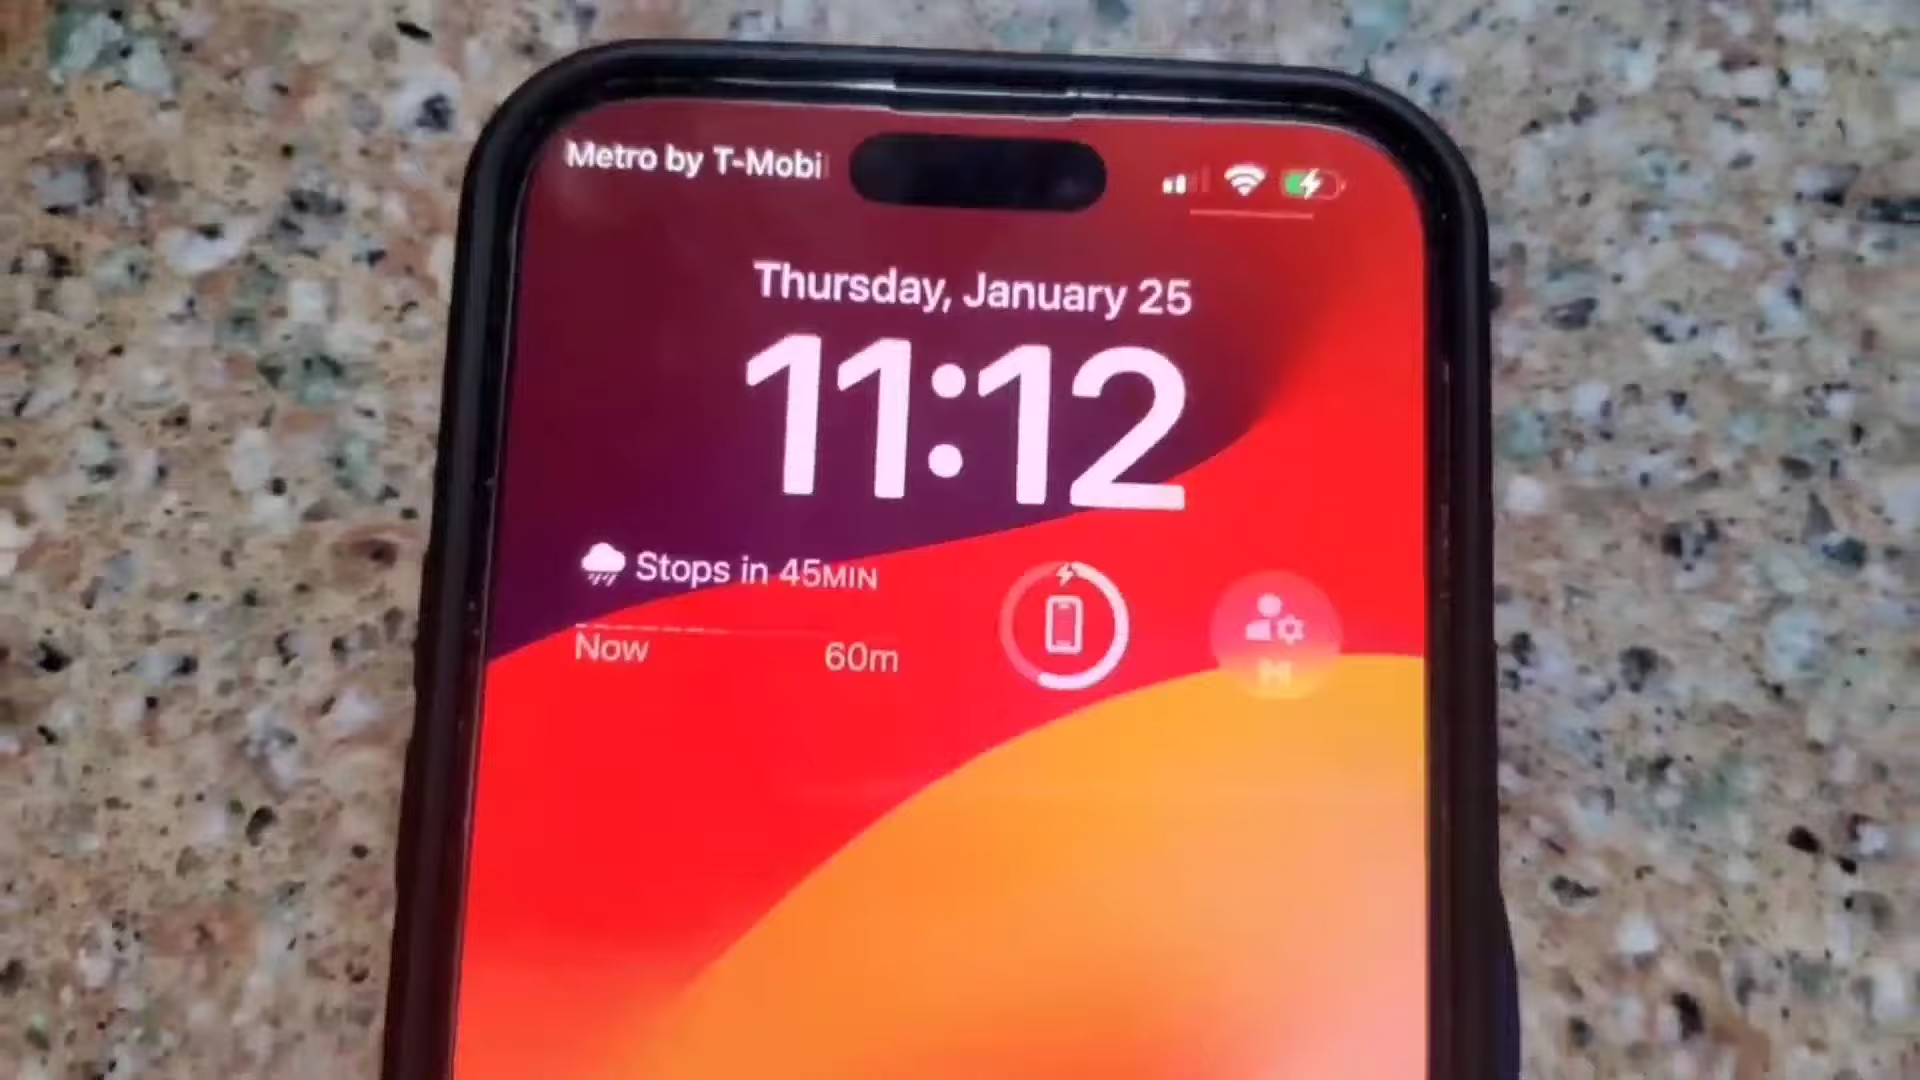 Metro by T-Mobi
Thursday, January 25
11:12
Stops in 45MIN
Now 60m